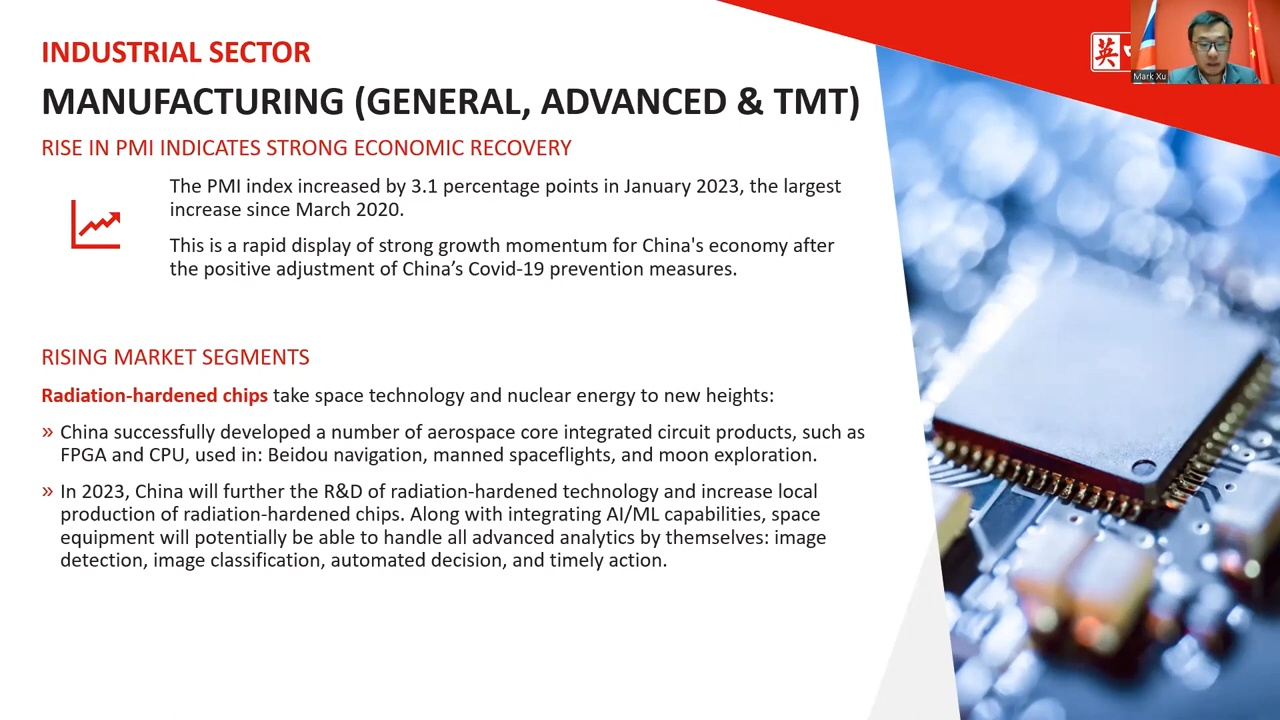 INDUSTRIAL SECTOR
MANUFACTURING (GENERAL, ADVANCED & TMT)
RISE IN PMI INDICATES STRONG ECONOMIC RECOVERY
The PMI index increased by 3.1 percentage points in January 2023, the largest
increase since March 2020.
This is a rapid display of strong growth momentum for China's economy after
the positive adjustment of China’s Covid-19 prevention measures.
RISING MARKET SEGMENTS
Radiation-hardened chips take space technology and nuclear energy to new heights:
» China successfully developed a number of aerospace core integrated circuit products, such as
FPGA and CPU, used in: Beidou navigation, manned spaceflights, and moon exploration.
» In 2023, China will further the R&D of radiation-hardened technology and increase local
production of radiation-hardened chips. Along with integrating AI/ML capabilities, space
equipment will potentially be able to handle all advanced analytics by themselves: image
detection, image classification, automated decision, and timely action.
英
Mark Xu